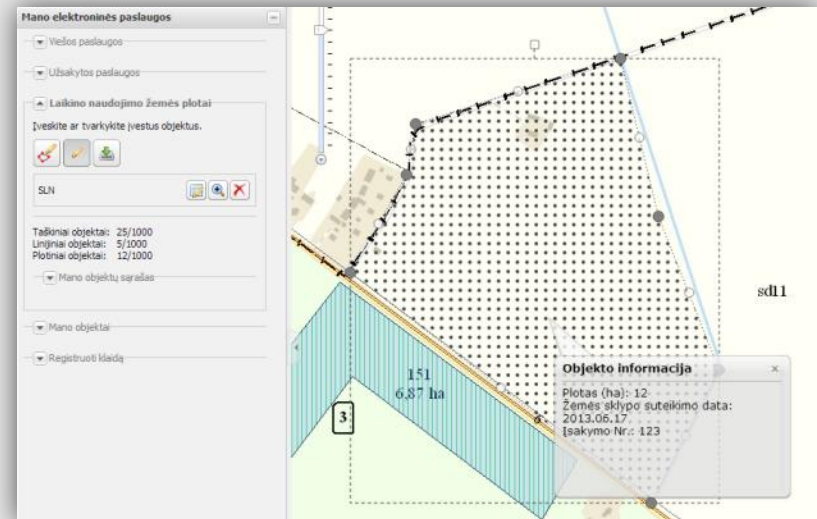 Mano elektroninės paslaugos
Viešos paslaugos
Užsakytos paslaugos
Laikino naudojimo žemės plotai
Įveskite ar tvarkykite įvestus objektus.
SLN
Taškiniai objektai: 25/1000
Linijiniai objektai: 5/1000
Plotiniai objektai: 12/1000
Mano objektų sąrašas
Mano objektai
Registruoti klaidą
sd11
151
6,87 ha
3
Objekto informacija
Plotas (ha): 12
Žemės sklypo suteikimo data:
2013.06.17
Įsakymo Nr.: 123